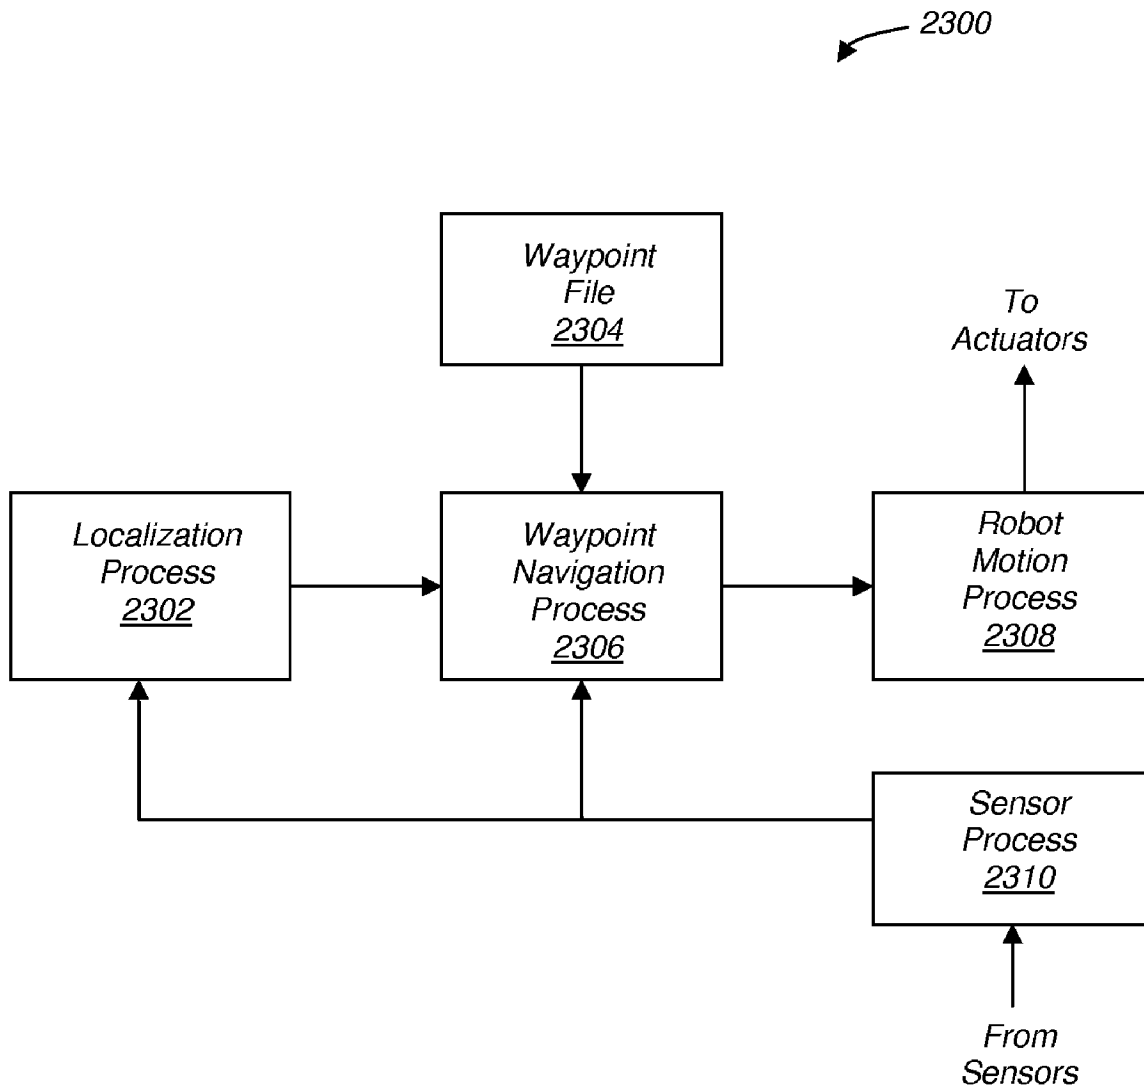 2300
Waypoint
File
2304
To
Actuators
Localization
Process
2302
Waypoint
Navigation
Process
2306
Robot
Motion
Process
2308
Sensor
Process
2310
From
Sensors